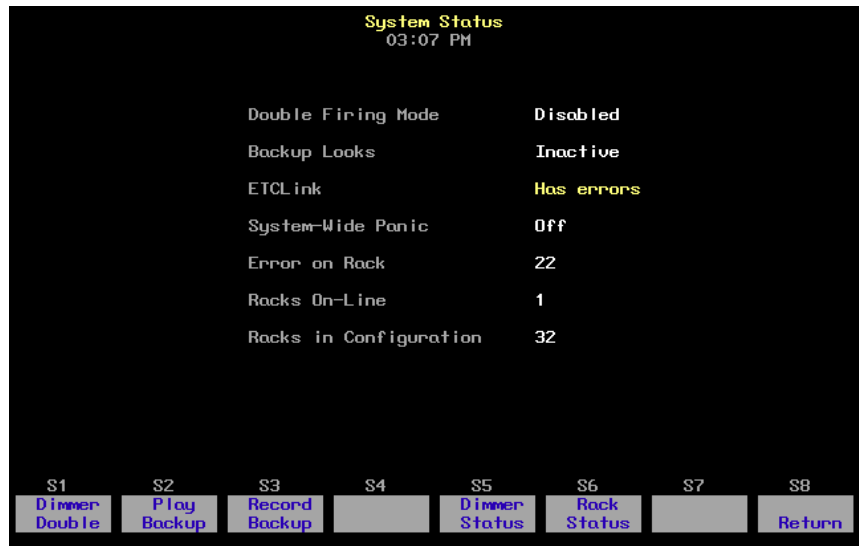 System Status
03:07 PM
Double Firing Mode Disabled
Backup Looks Inactive
ETCLink Has errors
System-Wide Panic Off
Error on Rack 22
Racks On-Line 1
Racks in Configuration 32
S1 S2 S3 S4 S5 S6 S7 S8
Dimmer Play Record Dimmer Rack
Double Backup Backup Status Status Return